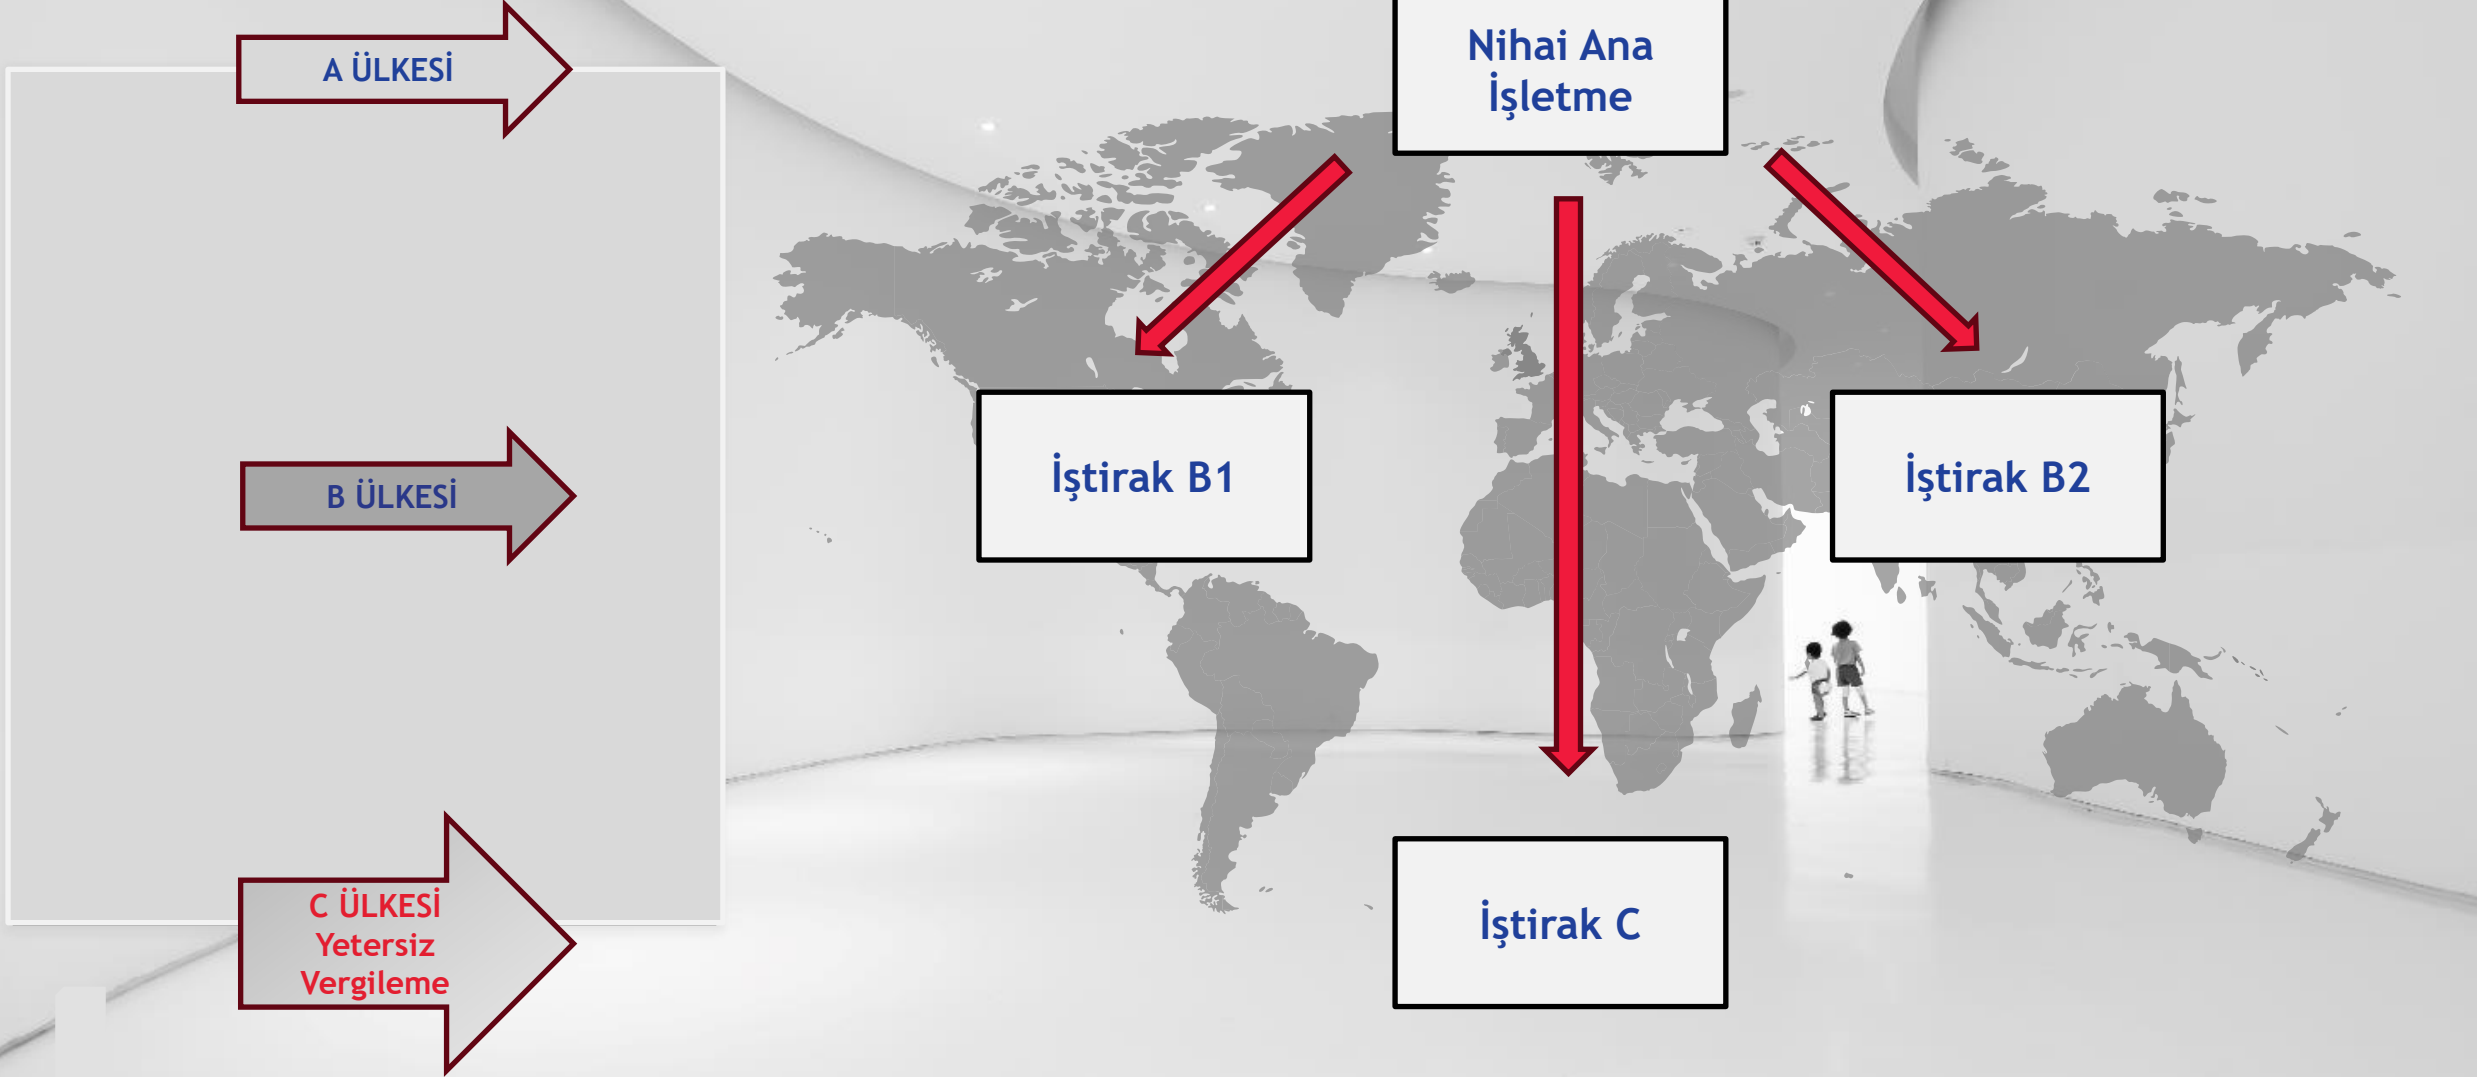 A ÜLKESİ
Nihai Ana
İşletme
B ÜLKESİ
İştirak B1
İştirak B2
C ÜLKESİ
Yetersiz
Vergileme
İştirak C